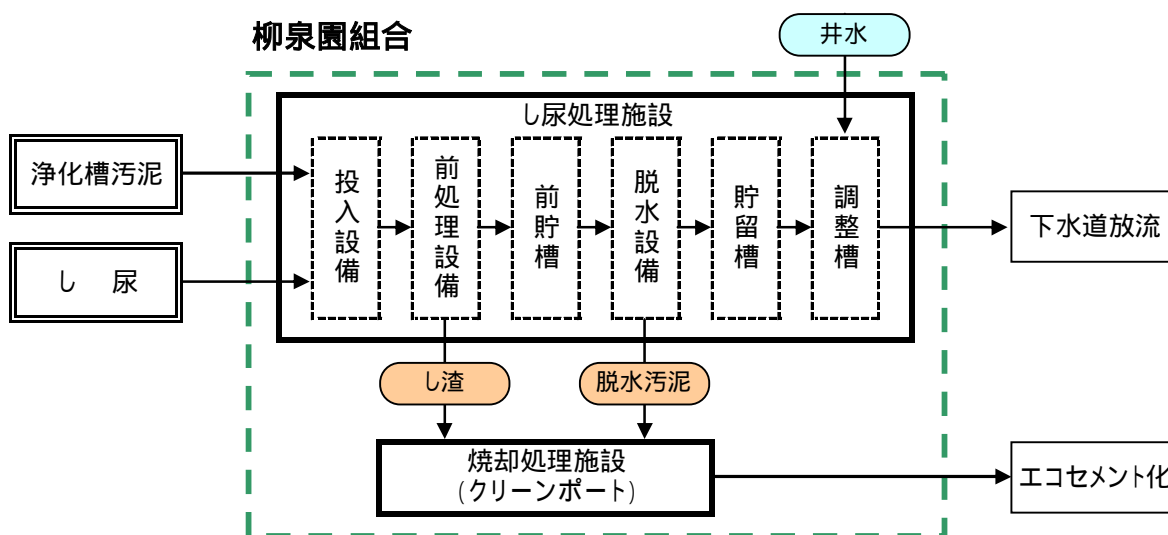 柳泉園組合
井水
し尿処理施設
浄化槽汚泥
し 尿
投入設備
前処理設備
前貯槽
脱水設備
貯留槽
調整槽
下水道放流
し渣
脱水汚泥
焼却処理施設
(クリーンポート)
エコセメント化